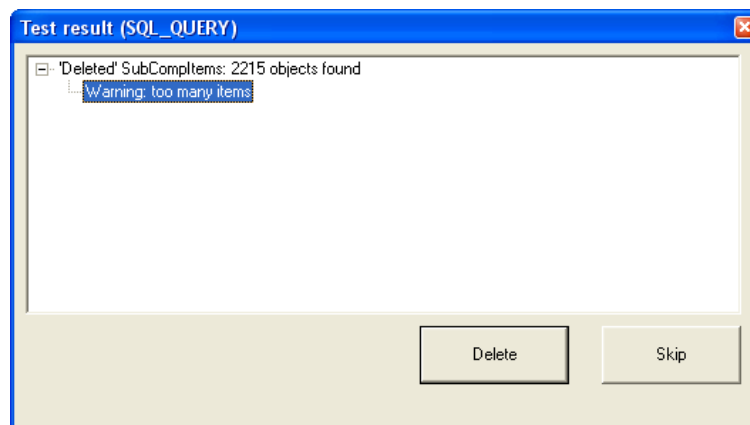 Test result (SQL_QUERY)
'Deleted' SubCompItems: 2215 objects found
Warning: too many items
Delete
Skip